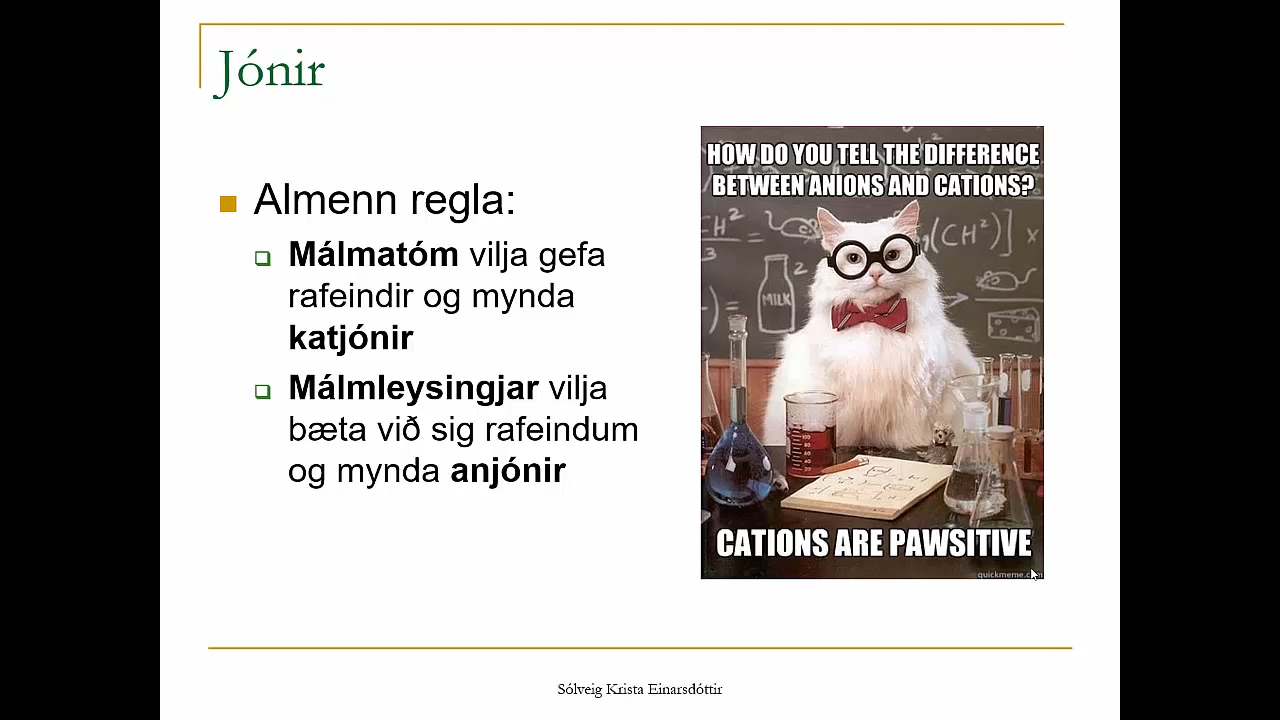 Jónir
Almenn regla:
Málmatóm vilja gefa
rafeindir og mynda
katjónir
Málmleysingjar vilja
bæta við sig rafeindum
og mynda anjónir
HOW DO YOU TELL THE DIFFERENCE
BETWEEN ANIONS AND CATIONS?
MILK
CATIONS ARE PAWSITIVE
Sólveig Krista Einarsdóttir